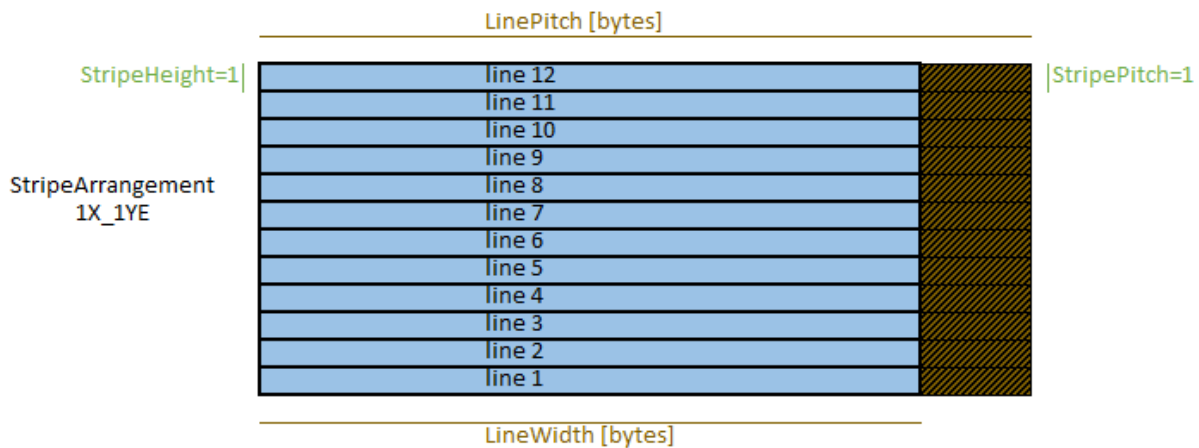 LinePitch [bytes]
StripeHeight=1
line 12
StripePitch=1
line 11
line 10
line 9
StripeArrangement
line 8
1X_1YE
line 7
line 6
line 5
line 4
line 3
line 2
line 1
LineWidth [bytes]